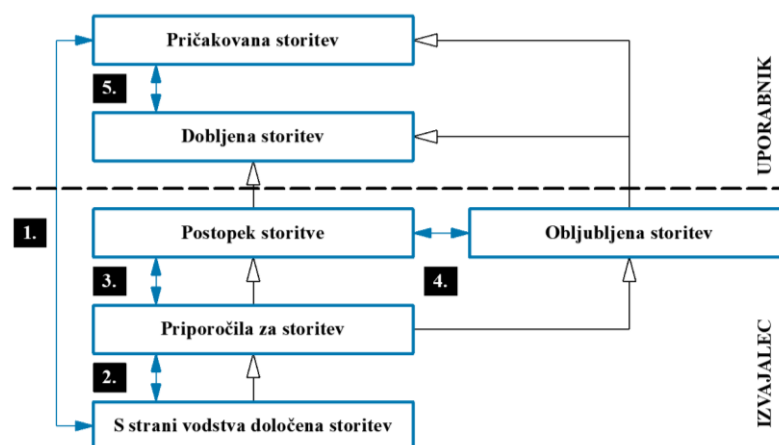 Pričakovana storitev
5.
Dobljena storitev
UPORABNIK
1.
Postopek storitve
Obljubljena storitev
3.
4.
Priporočila za storitev
2.
S strani vodstva določena storitev
IZVAJALEC